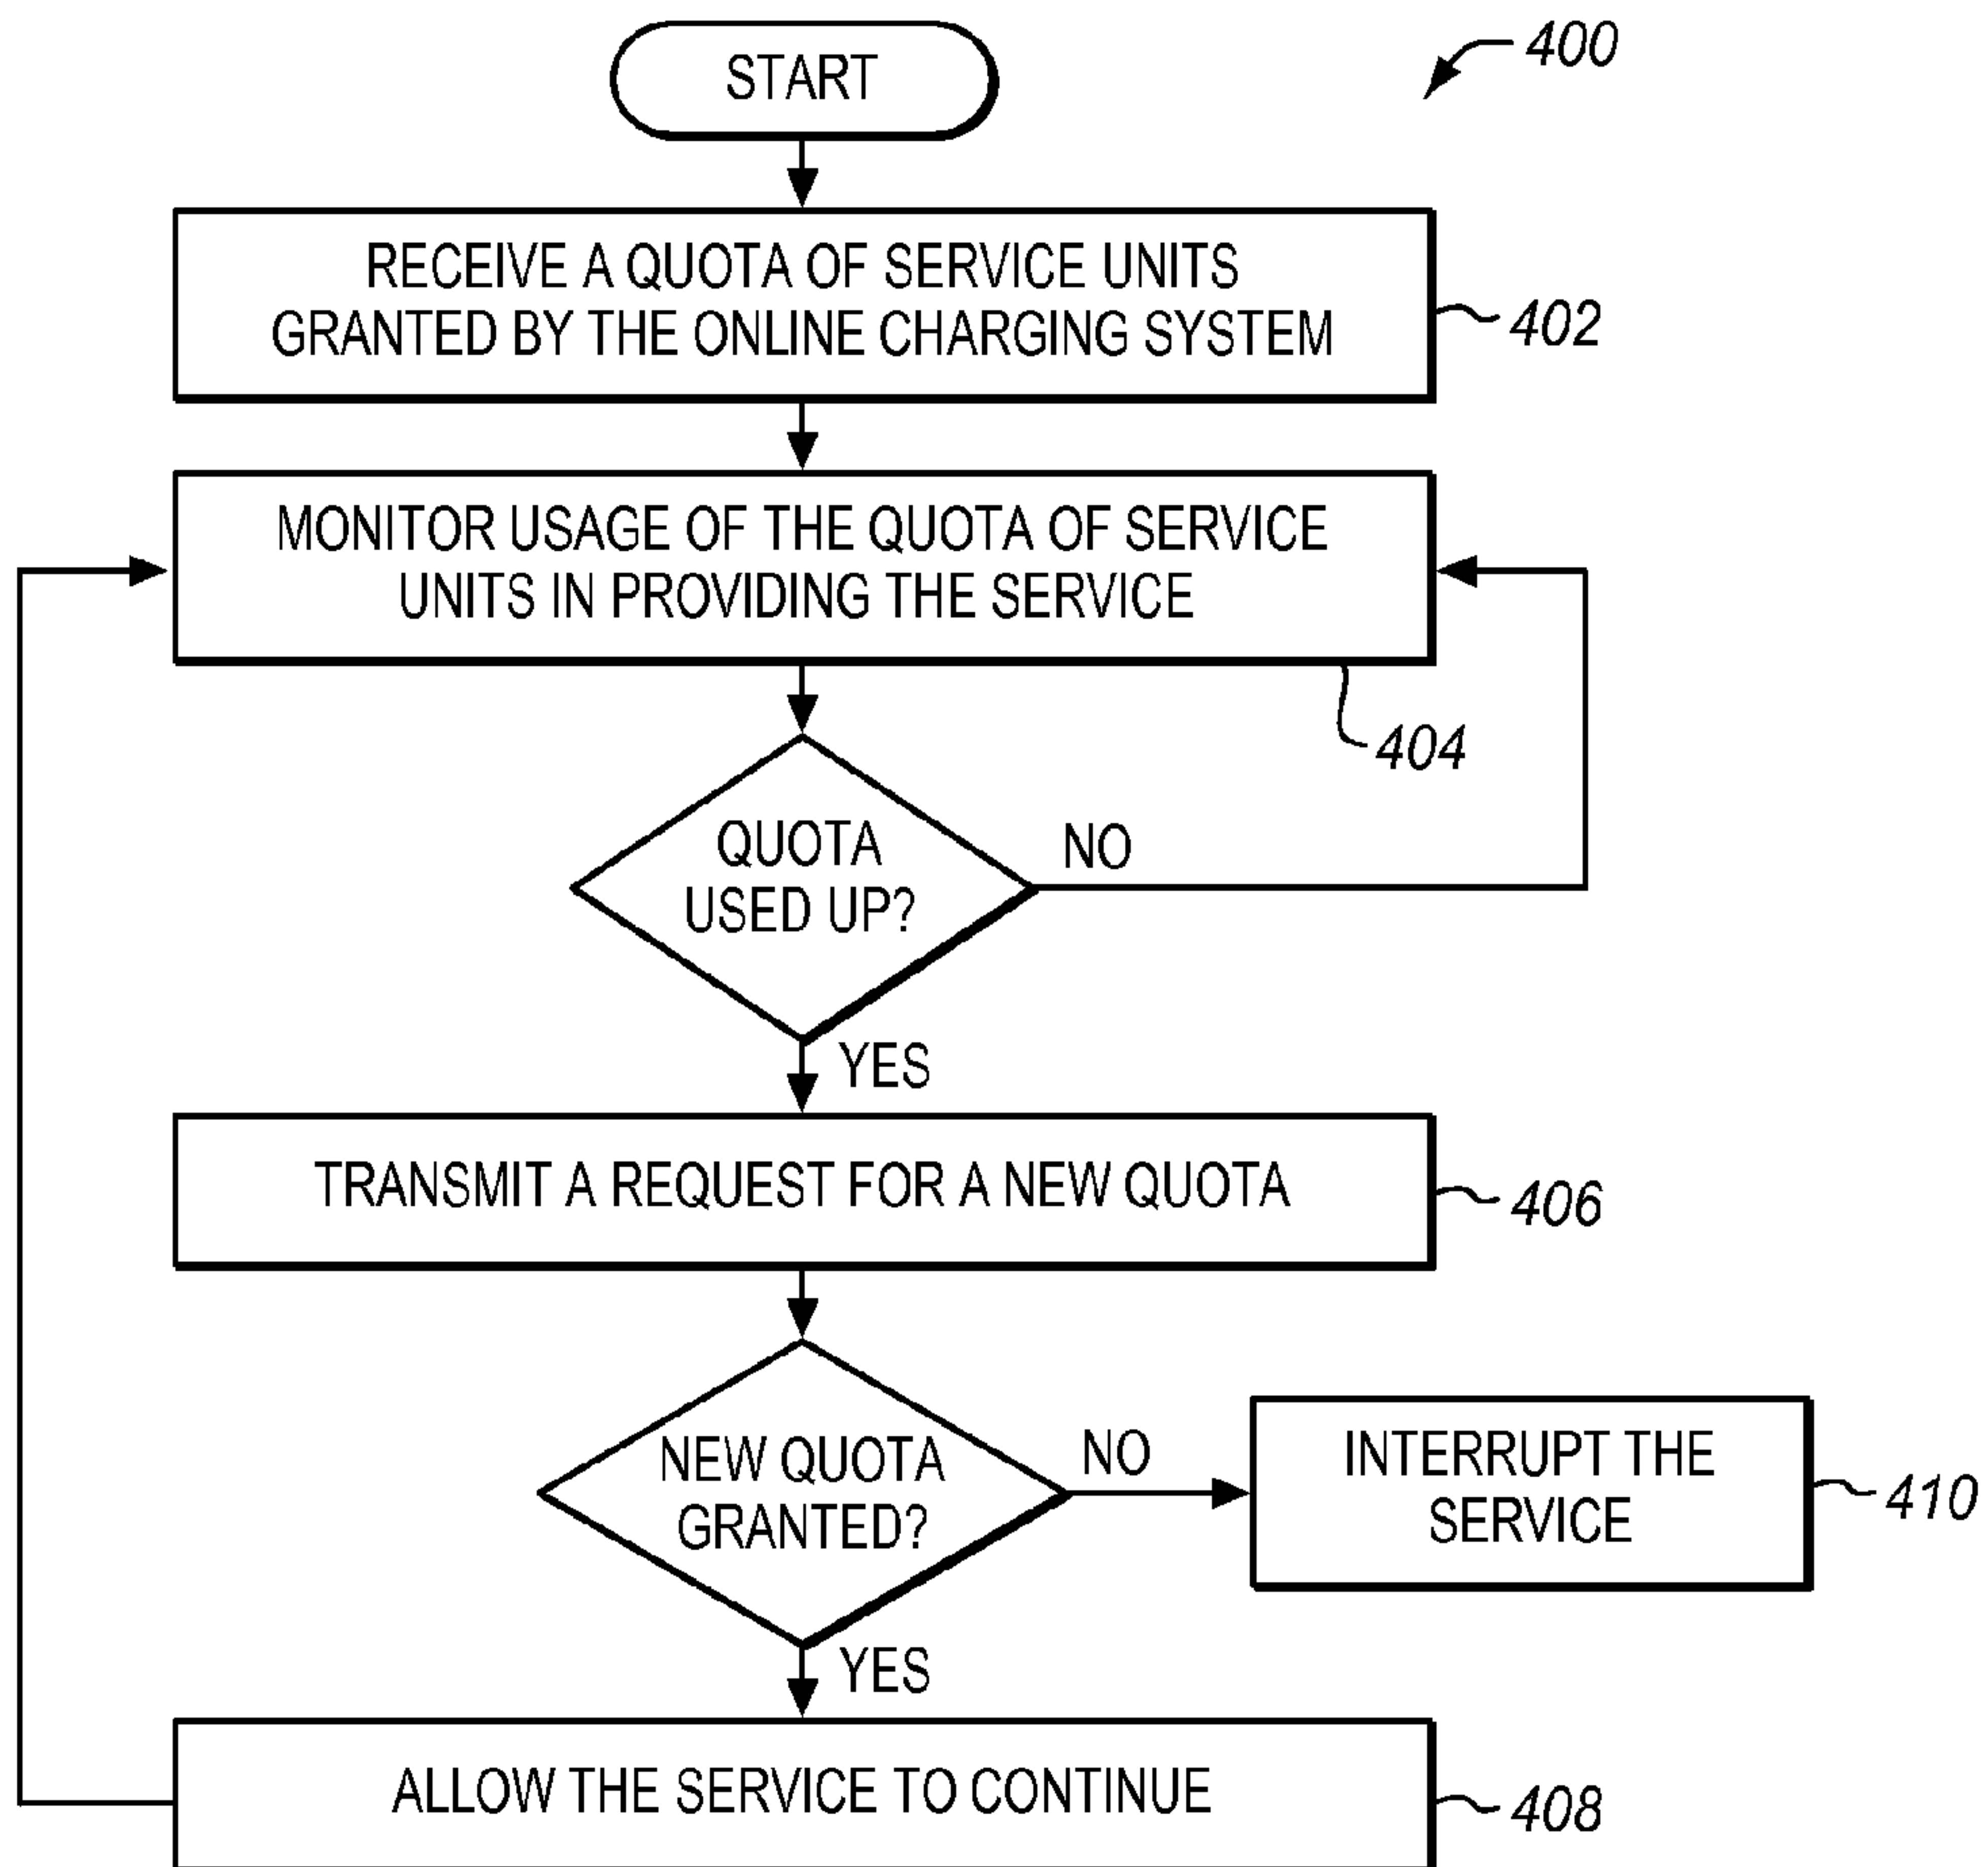 START
400
RECEIVE A QUOTA OF SERVICE UNITS
GRANTED BY THE ONLINE CHARGING SYSTEM
402
MONITOR USAGE OF THE QUOTA OF SERVICE
UNITS IN PROVIDING THE SERVICE
404
QUOTA
USED UP?
NO
YES
TRANSMIT A REQUEST FOR A NEW QUOTA
406
NEW QUOTA
GRANTED?
NO
INTERRUPT THE
SERVICE
410
YES
ALLOW THE SERVICE TO CONTINUE
408